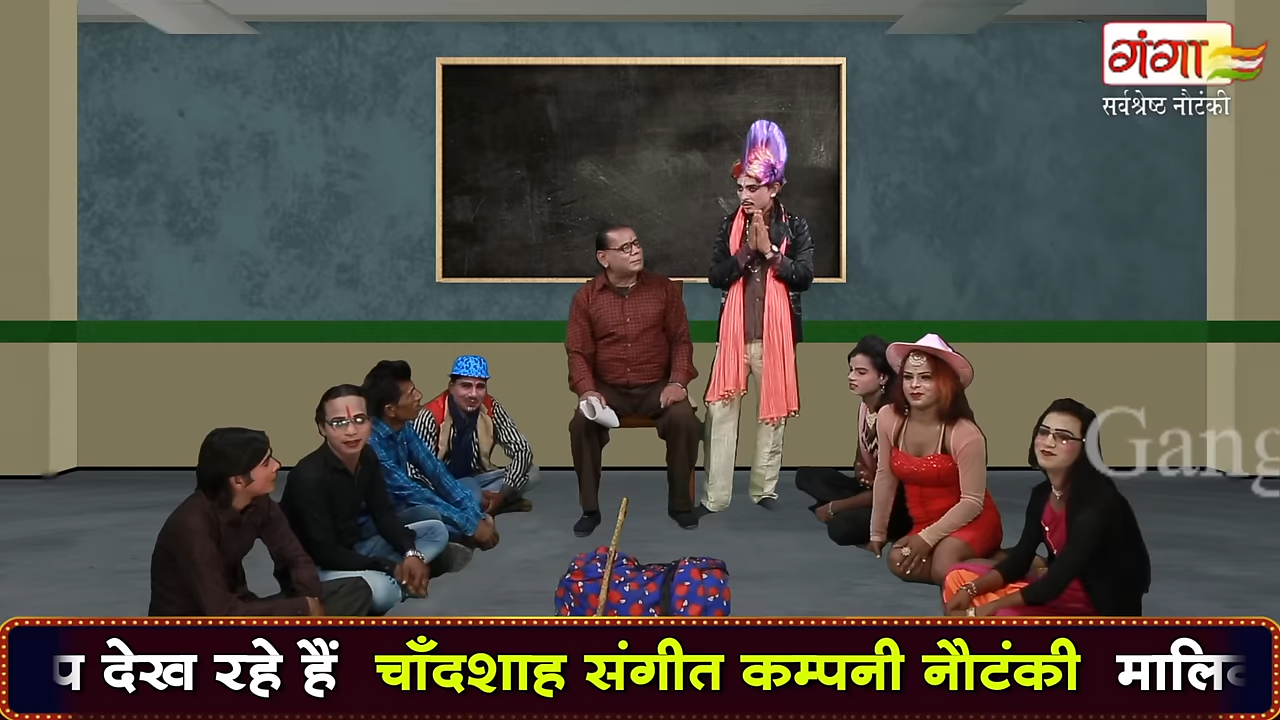 गंगा
सर्वश्रेष्ठ नौटंकी
Gang
देख रहे हैं चाँदशाह संगीत कम्पनी नौटंकी